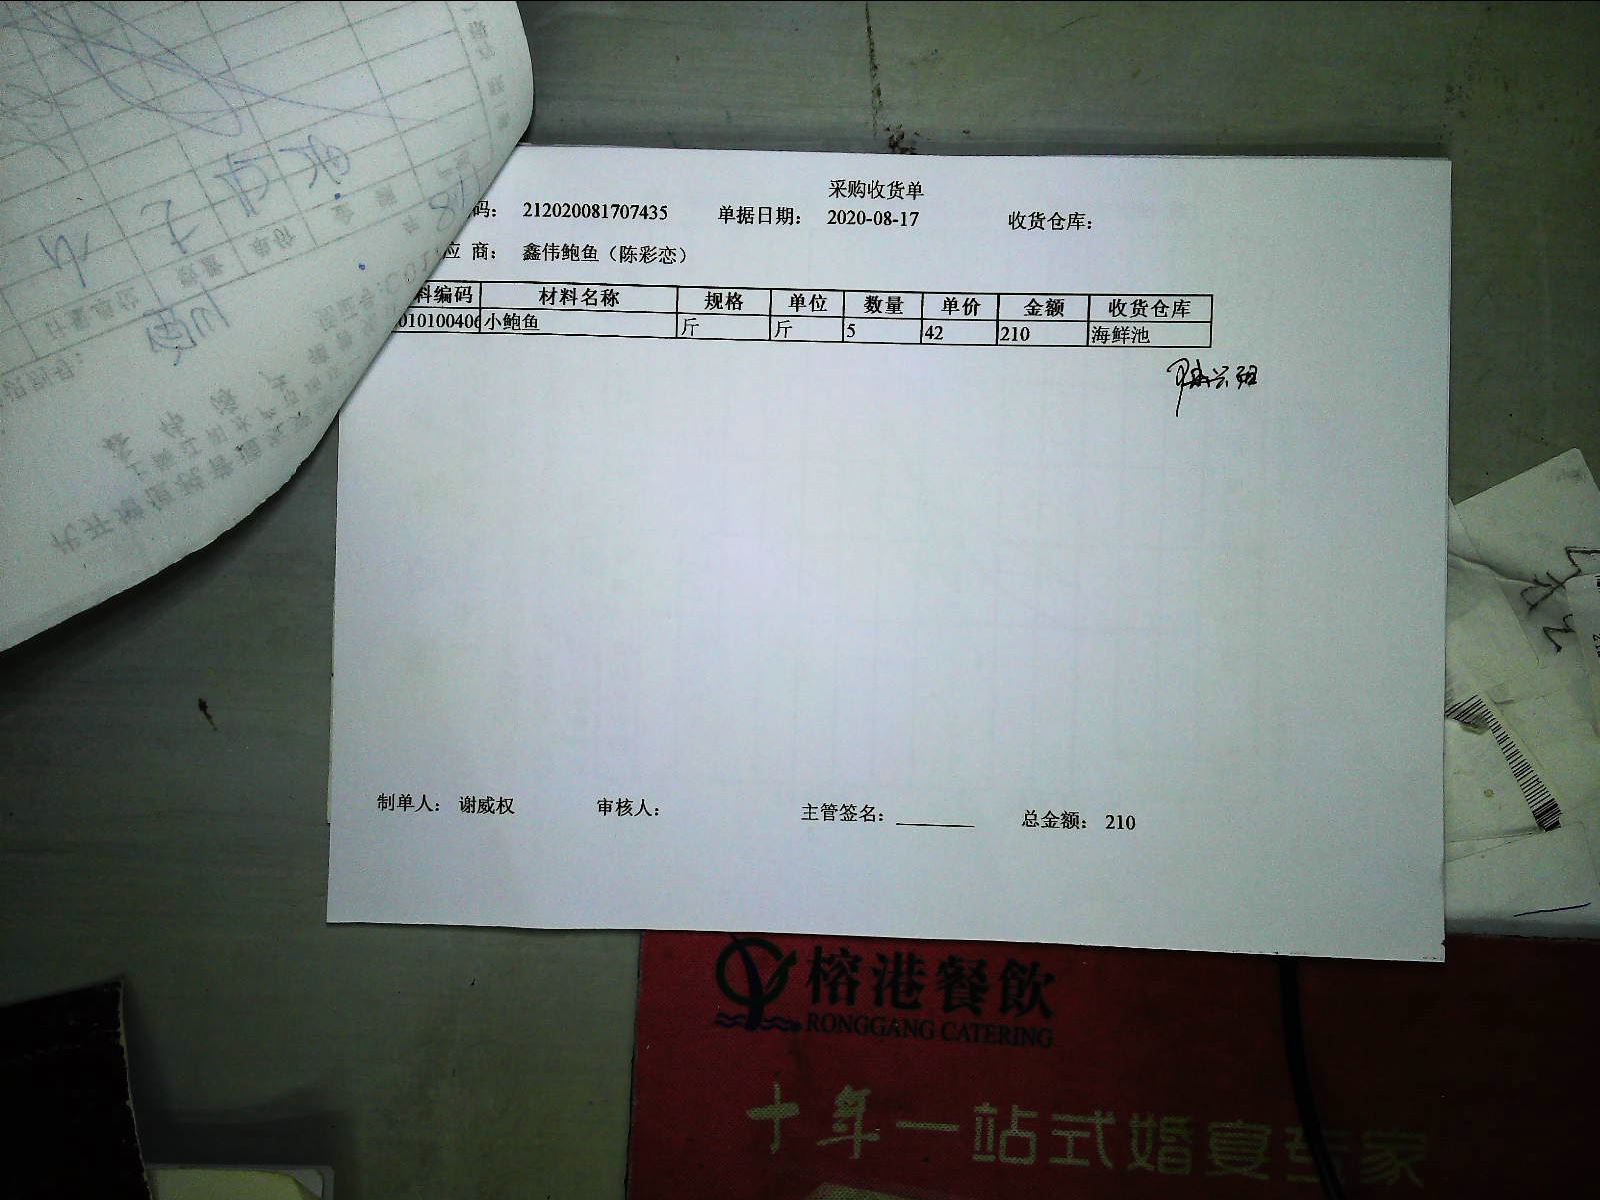 采购收货单
码： 212020081707435 单据日期： 2020-08-17 收货仓库：
应 商： 鑫伟鲍鱼（陈彩恋）
料编码 材料名称 规格 单位 数量 单价 金额 收货仓库
010100406 小鲍鱼 斤 斤 5 42 210 海鲜池
制单人： 谢威权 审核人： 主管签名： 总金额： 210
榕港餐飲
RONGGANG CATERING
十年一站式婚宴专家